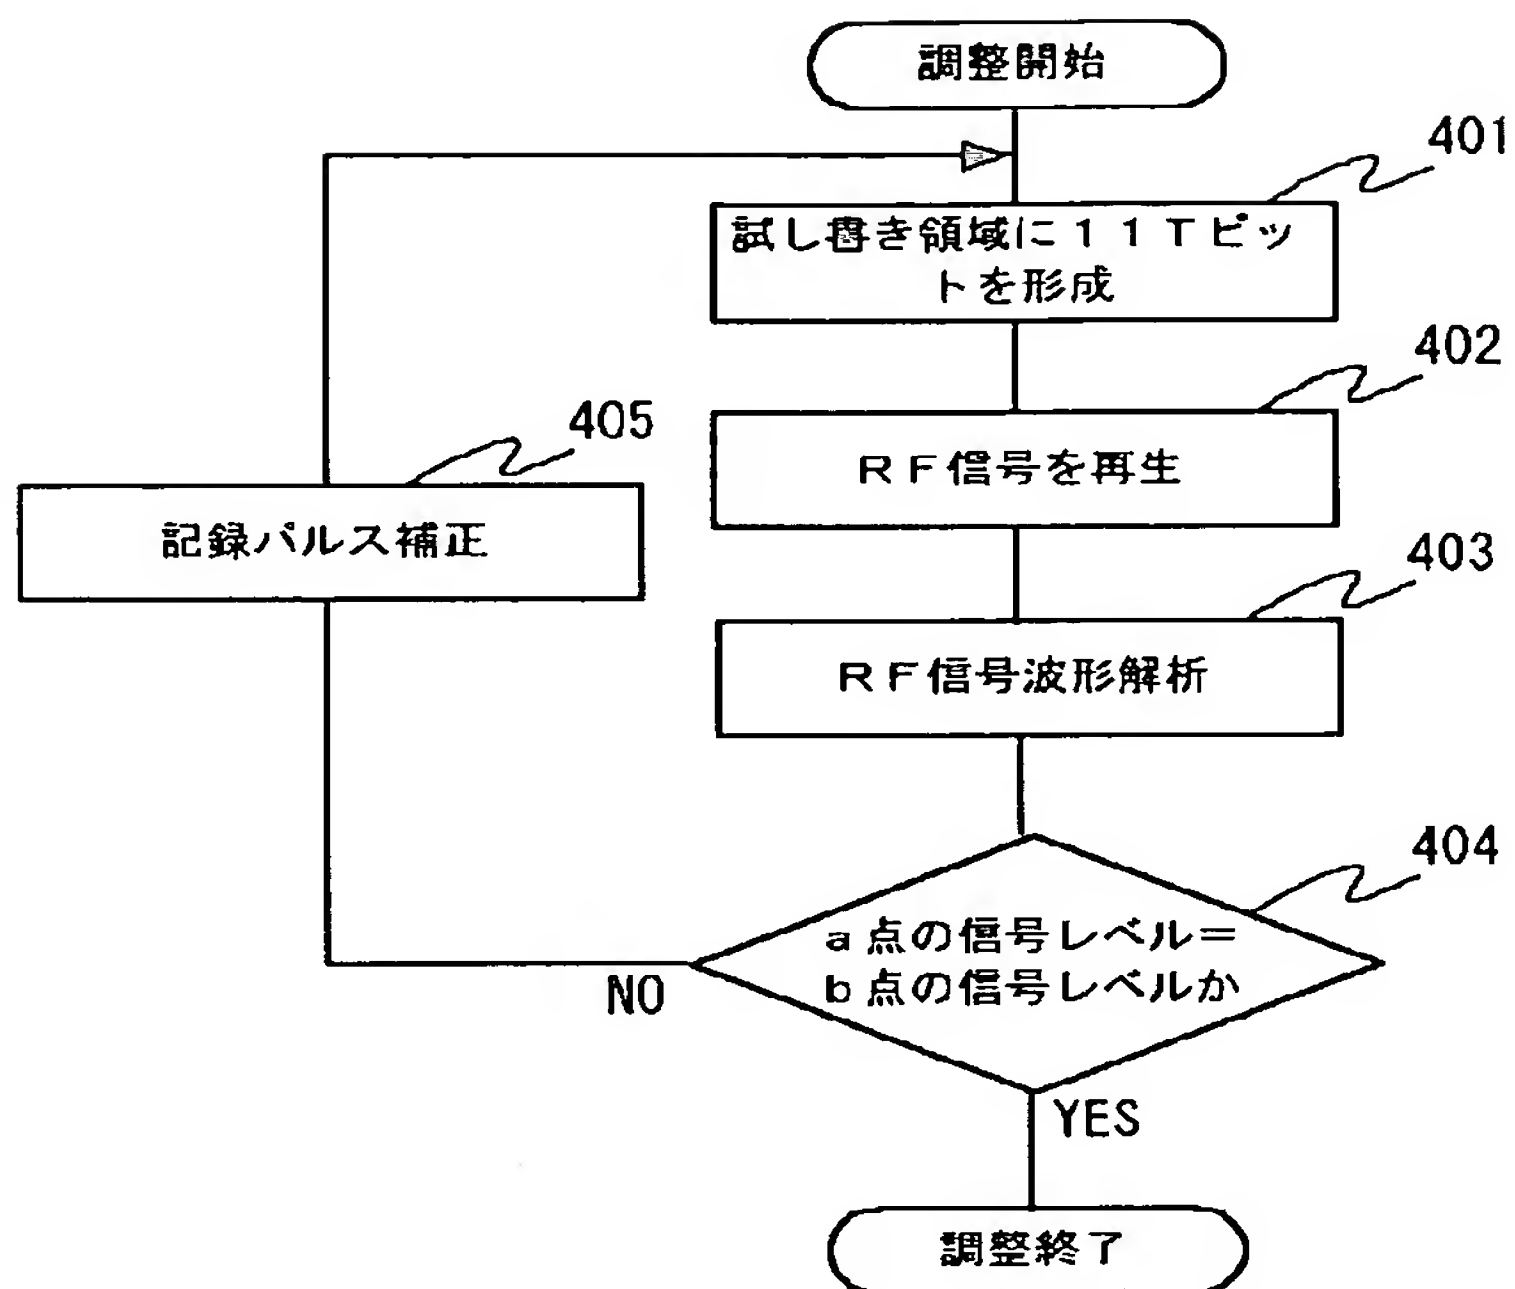 調整開始
401
試し書き領域に１１Ｔピッ
トを形成
402
ＲＦ信号を再生
405
記録パルス補正
403
ＲＦ信号波形解析
404
ａ点の信号レベル＝
ｂ点の信号レベルか
NO
YES
調整終了